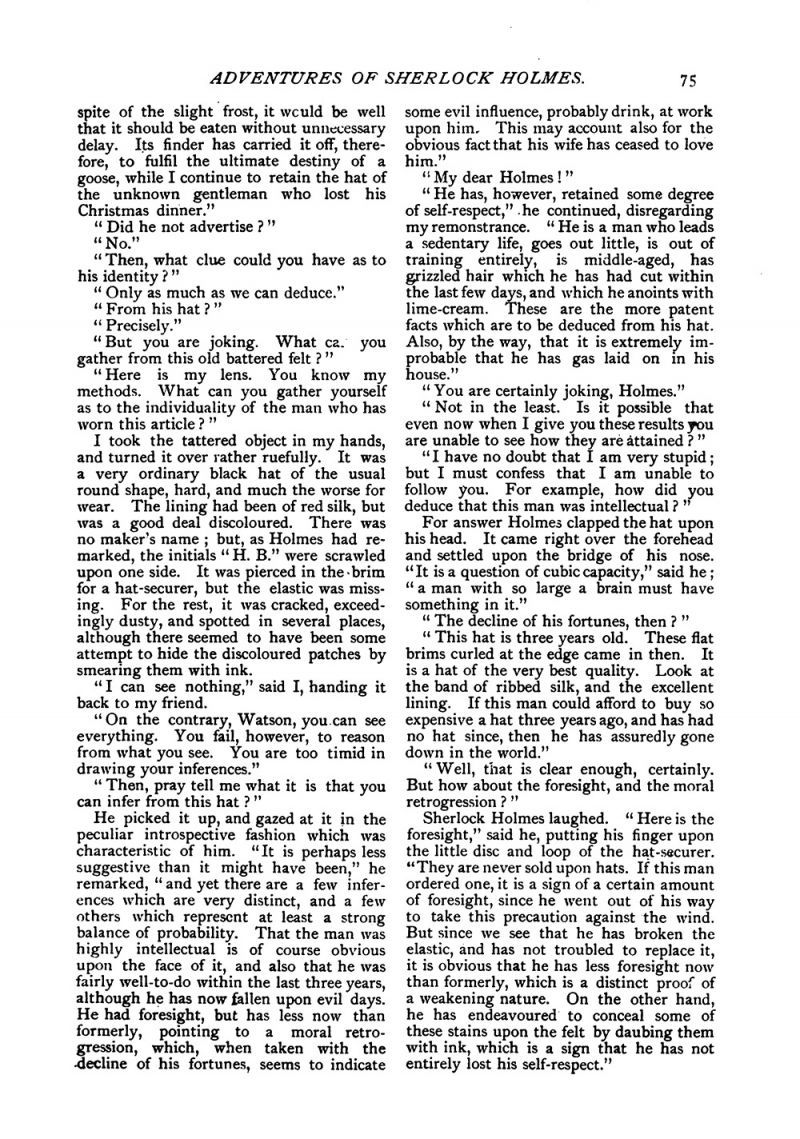 ADVENTURES OF SHERLOCK HOLMES. 75
spite of the slight frost, it would be well
that it should be eaten without unnecessary
delay. Its finder has carried it off, there-
fore, to fulfil the ultimate destiny of a
goose, while I continue to retain the hat of
the unknown gentleman who lost his
Christmas dinner."
"Did he not advertise?"
"No."
"Then, what clue could you have as to
his identity?"
"Only as much as we can deduce."
"From his hat?"
"Precisely."
"But you are joking. What ca. you
gather from this old battered felt?"
"Here is my lens. You know my
methods. What can you gather yourself
as to the individuality of the man who has
worn this article?"
I took the tattered object in my hands,
and turned it over rather ruefully. It was
a very ordinary black hat of the usual
round shape, hard, and much the worse for
wear. The lining had been of red silk, but
was a good deal discoloured. There was
no maker's name; but, as Holmes had re-
marked, the initials "H. B." were scrawled
upon one side. It was pierced in the brim
for a hat-securer, but the elastic was miss-
ing. For the rest, it was cracked, exceed-
ingly dusty, and spotted in several places,
although there seemed to have been some
attempt to hide the discoloured patches by
smearing them with ink.
"I can see nothing," said I, handing it
back to my friend.
"On the contrary, Watson, you can see
everything. You fail, however, to reason
from what you see. You are too timid in
drawing your inferences."
"Then, pray tell me what it is that you
can infer from this hat?"
He picked it up, and gazed at it in the
peculiar introspective fashion which was
characteristic of him. "It is perhaps less
suggestive than it might have been," he
remarked, "and yet there are a few infer-
ences which are very distinct, and a few
others which represent at least a strong
balance of probability. That the man was
highly intellectual is of course obvious
upon the face of it, and also that he was
fairly well-to-do within the last three years,
although he has now fallen upon evil days.
He had foresight, but has less now than
formerly, pointing to a moral retro-
gression, which, when taken with the
decline of his fortunes, seems to indicate
some evil influence, probably drink, at work
upon him. This may account also for the
obvious fact that his wife has ceased to love
him."
"My dear Holmes!"
"He has, however, retained some degree
of self-respect," he continued, disregarding
my remonstrance. "He is a man who leads
a sedentary life, goes out little, is out of
training entirely, is middle-aged, has
grizzled hair which he has had cut within
the last few days, and which he anoints with
lime-cream. These are the more patent
facts which are to be deduced from his hat.
Also, by the way, that it is extremely im-
probable that he has gas laid on in his
house."
"You are certainly joking, Holmes."
"Not in the least. Is it possible that
even now when I give you these results you
are unable to see how they are attained?"
"I have no doubt that I am very stupid;
but I must confess that I am unable to
follow you. For example, how did you
deduce that this man was intellectual?"
For answer Holmes clapped the hat upon
his head. It came right over the forehead
and settled upon the bridge of his nose.
"It is a question of cubic capacity," said he;
"a man with so large a brain must have
something in it."
"The decline of his fortunes, then?"
"This hat is three years old. These flat
brims curled at the edge came in then. It
is a hat of the very best quality. Look at
the band of ribbed silk, and the excellent
lining. If this man could afford to buy so
expensive a hat three years ago, and has had
no hat since, then he has assuredly gone
down in the world."
"Well, that is clear enough, certainly.
But how about the foresight, and the moral
retrogression?"
Sherlock Holmes laughed. "Here is the
foresight," said he, putting his finger upon
the little disc and loop of the hat-securer.
"They are never sold upon hats. If this man
ordered one, it is a sign of a certain amount
of foresight, since he went out of his way
to take this precaution against the wind.
But since we see that he has broken the
elastic, and has not troubled to replace it,
it is obvious that he has less foresight now
than formerly, which is a distinct proof of
a weakening nature. On the other hand,
he has endeavoured to conceal some of
these stains upon the felt by daubing them
with ink, which is a sign that he has not
entirely lost his self-respect."